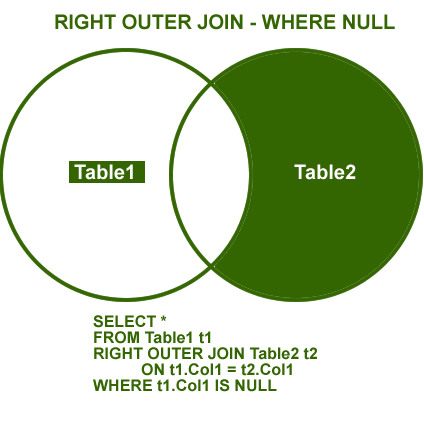 RIGHT OUTER JOIN - WHERE NULL
Table1
Table2
SELECT *
FROM Table1 t1
RIGHT OUTER JOIN Table2 t2
ON t1.Col1 = t2.Col1
WHERE t1.Col1 IS NULL